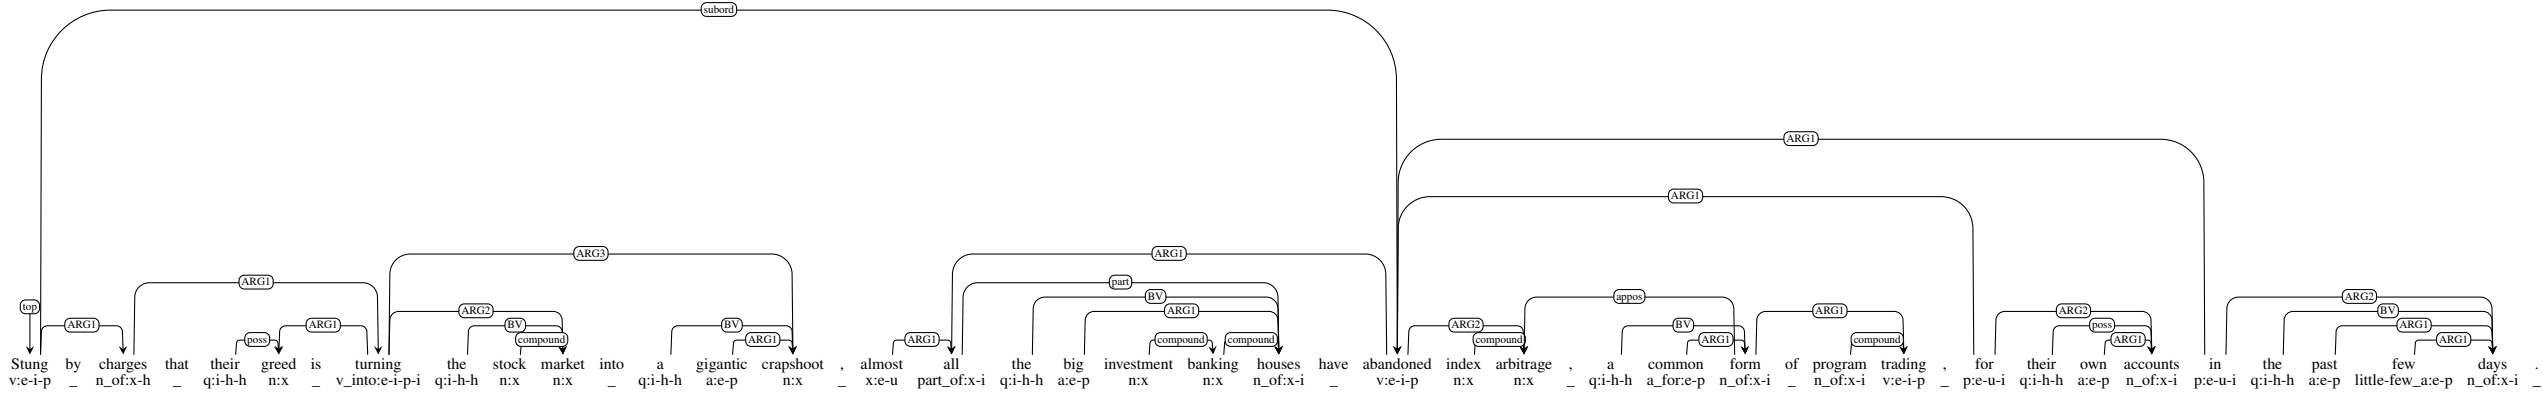 subord
ARG1
ARG1
ARG3 ARG1
ARG1 part
BV ARG2 appos
top ARG2 ARG1 ARG1 ARG2 BV
ARG1 ARG1 BV BV ARG2 BV poss ARG1
poss compound ARG1 ARG1 compound compound compound ARG1 compound ARG1 ARG1
Stung by charges that their greed is turning the stock market into a gigantic crapshoot , almost all the big investment banking houses have abandoned index arbitrage , a common form of program trading , for their own accounts in the past few days .
v:e-i-p _ n_of:x-h _ q:i-h-h n:x _ v_into:e-i-p-i q:i-h-h n:x n:x _ q:i-h-h a:e-p n:x _ x:e-u part_of:x-i q:i-h-h a:e-p n:x n:x n_of:x-i _ v:e-i-p n:x n:x _ q:i-h-h a_for:e-p n_of:x-i _ n_of:x-i v:e-i-p _ p:e-u-i q:i-h-h a:e-p n_of:x-i p:e-u-i q:i-h-h a:e-p little-few_a:e-p n_of:x-i _